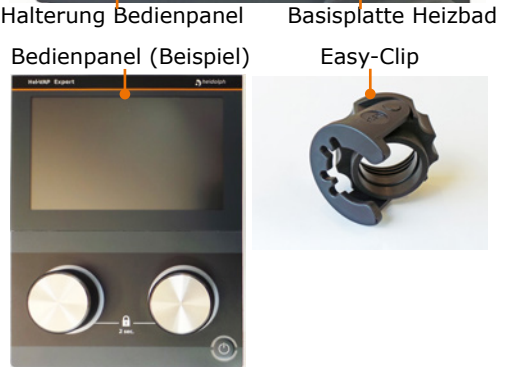 Halterung Bedienpanel
Basisplatte Heizbad
Bedienpanel (Beispiel)
Easy-Clip
Hei-VAP Expert
heidolph
2 sec.